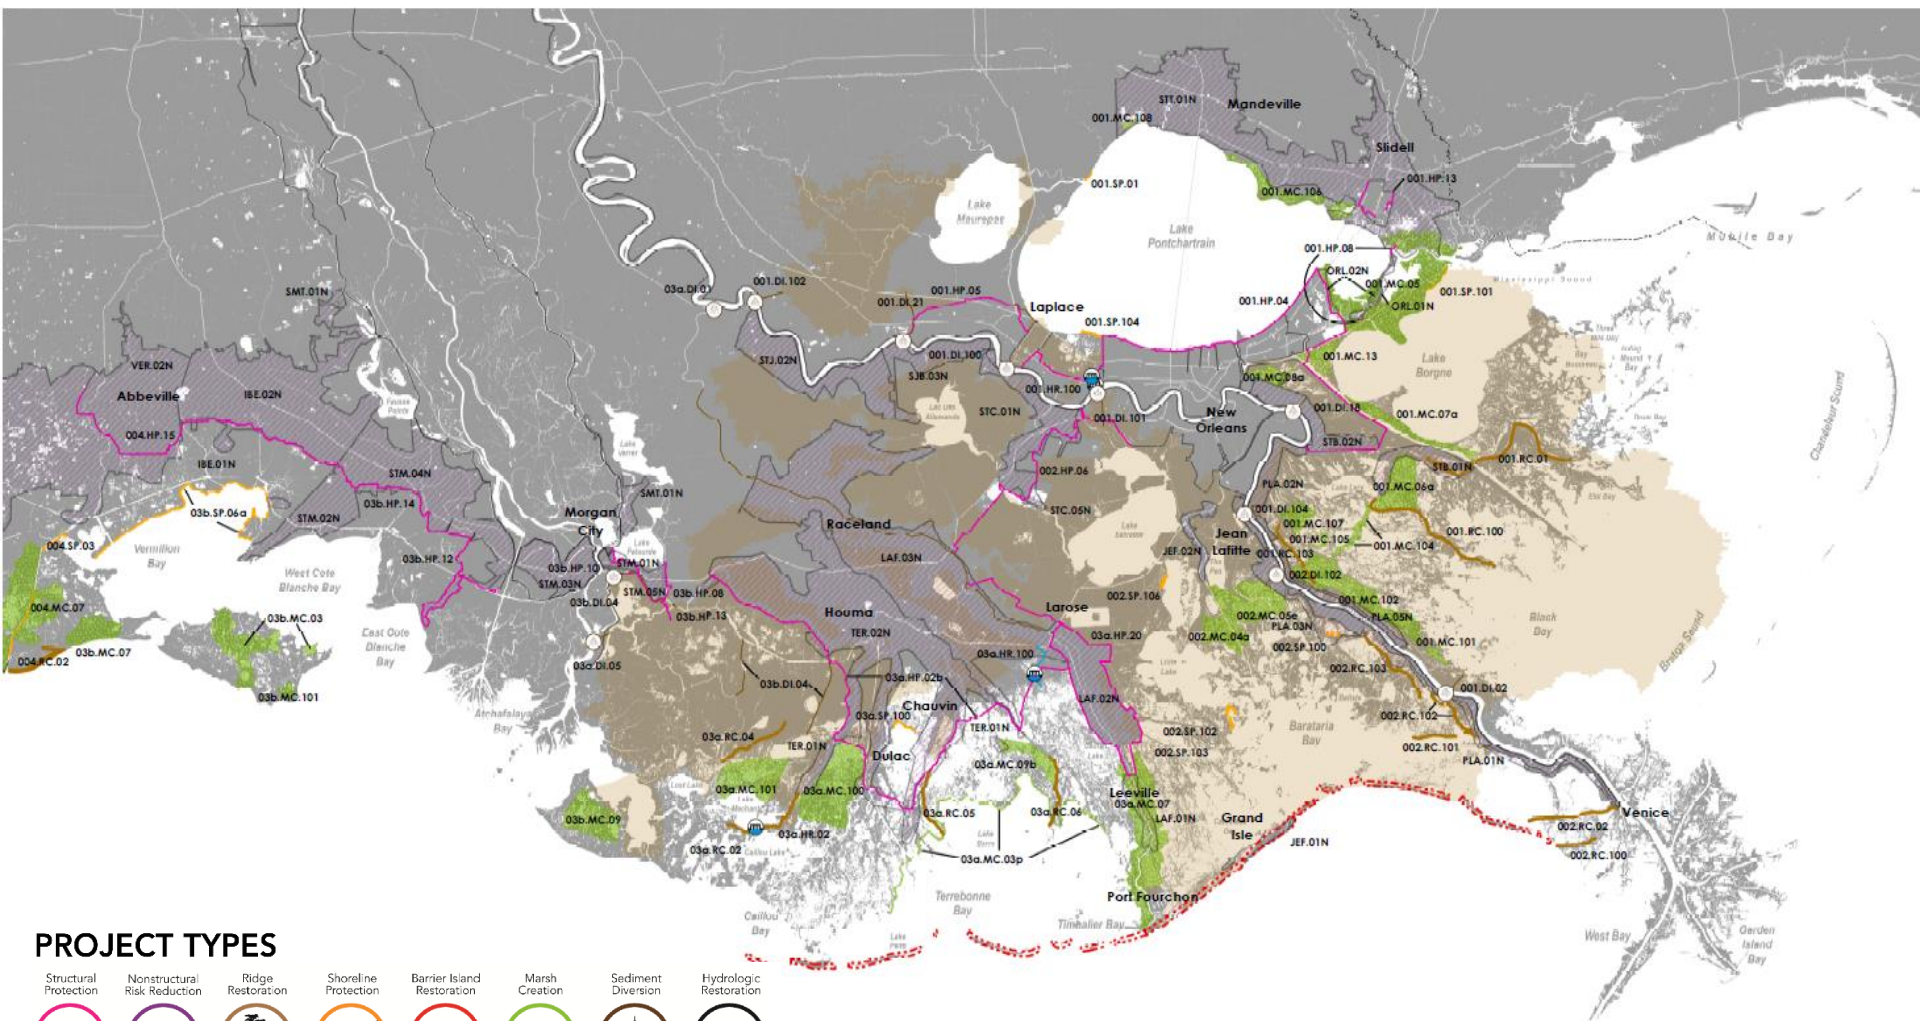 STT.01N
Mandeville
001.MC.108
Slidell
001.HP.13
001.SP.01
001.MC.106
Lake
Maurepas
Lake
Pontchartrain
Mobile Bay
001.HP.08
ORL.02N
001.MC.05
ORL.01N
001.SP.101
Mississippi Sound
03a.DI.01
001.DI.102
001.DI.21
001.HP.05
Laplace
001.HP.04
001.SP.104
SMT.01N
STJ.02N
001.DI.100
SJB.03N
001.MC.13
Lake
Borgne
VER.02N
Abbeville
IBE.02N
001.MC.08a
001.HR.100
STC.01N
New
Orleans
001.DI.18
001.MC.07a
001.DI.101
Chandeleur Sound
004.HP.15
STB.02N
IBE.01N
Lake
Verret
STM.04N
002.HP.06
STB.01N
001.RC.01
PLA.02N
001.MC.06a
SMT.01N
03b.HP.14
03b.SP.06a
STM.02N
Morgan
City
STC.05N
001.DI.104
Raceland
001.MC.107
Jean
Lafitte
001.RC.100
001.MC.105
001.MC.104
004.SP.03
Vermilion
Bay
Lake
Palourde
LAF.03N
JEF.02N
001.RC.103
03b.HP.12
03b.HP.10
STM.01N
West Cote
Blanche Bay
STM.03N
002.DI.102
STM.05N
03b.HP.08
002.SP.106
03b.DI.04
001.MC.102
004.MC.07
Houma
Larose
03b.HP.13
002.MC.05e
PLA.05N
03b.MC.03
PLA.03N
Black
Bay
East Cote
Blanche
Bay
TER.02N
03a.HP.20
002.MC.04a
001.MC.101
002.SP.100
03b.MC.07
03a.HR.100
004.RC.02
03a.DI.05
Little
Lake
002.RC.103
Breton Sound
03a.HP.02b
03b.DI.04
001.DI.02
03b.MC.101
LAF.02N
Chauvin
Atchafalaya
Bay
03a.SP.100
002.RC.102
TER.01N
002.SP.102
Barataria
Bay
03a.RC.04
TER.01N
002.RC.101
Dulac
002.SP.103
PLA.01N
03a.MC.09b
Lost Lake
03a.MC.101
03a.MC.100
Leeville
03a.MC.07
03b.MC.09
03a.RC.05
03a.RC.06
LAF.01N
Grand
Isle
Venice
002.RC.02
03a.HR.02
JEF.01N
03a.RC.02
Caillou Lake
03a.MC.03p
002.RC.100
Terrebonne
Bay
Port Fourchon
Caillou
Bay
Timbalier Bay
West Bay
Garden
Island
Bay
PROJECT TYPES
Structural
Protection
Nonstructural
Risk Reduction
Ridge
Restoration
Shoreline
Protection
Barrier Island
Restoration
Marsh
Creation
Sediment
Diversion
Hydrologic
Restoration